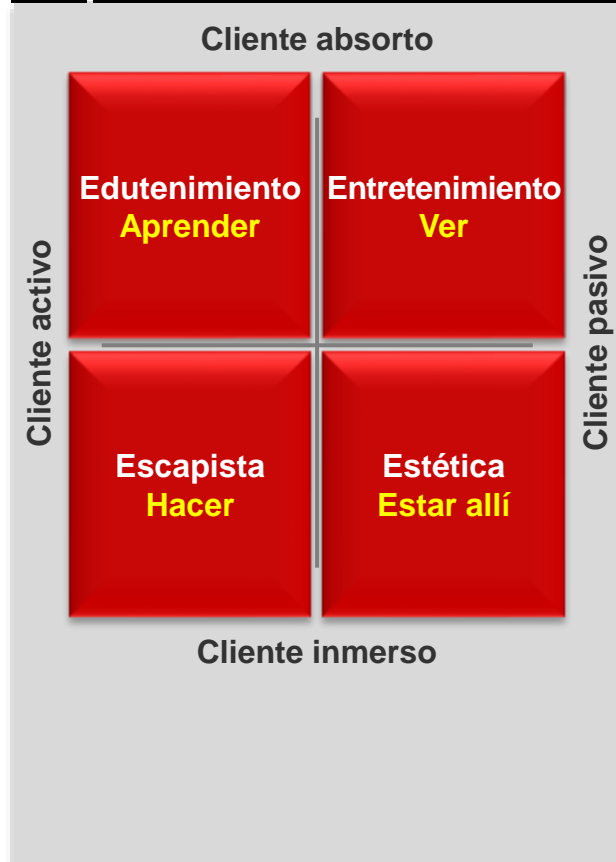 Cliente absorto
Edutenimiento
Aprender
Entretenimiento
Ver
Cliente activo
Cliente pasivo
Escapista
Hacer
Estética
Estar allí
Cliente inmerso